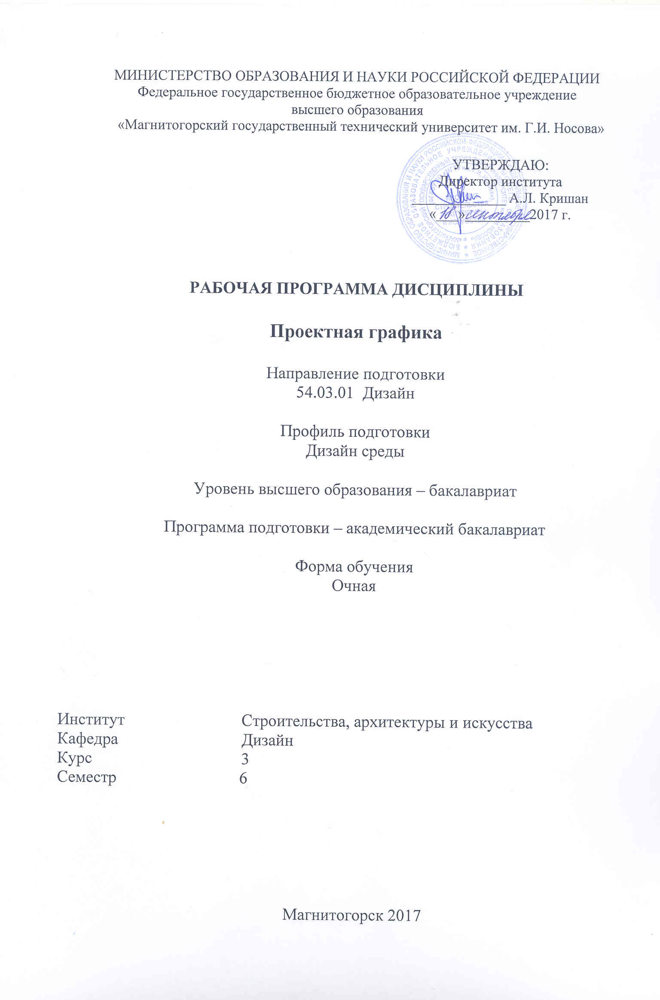 МИНИСТЕРСТВО ОБРАЗОВАНИЯ И НАУКИ РОССИЙСКОЙ ФЕДЕРАЦИИ
Федеральное государственное бюджетное образовательное учреждение
высшего образования
«Магнитогорский государственный технический университет им. Г.И. Носова»
УТВЕРЖДАЮ:
Директор института
А.Л. Кришан
«18» сентября 2017 г.
РАБОЧАЯ ПРОГРАММА ДИСЦИПЛИНЫ
Проектная графика
Направление подготовки
54.03.01 Дизайн
Профиль подготовки
Дизайн среды
Уровень высшего образования – бакалавриат
Программа подготовки – академический бакалавриат
Форма обучения
Очная
Институт Строительства, архитектуры и искусства
Кафедра Дизайн
Курс 3
Семестр 6
Магнитогорск 2017